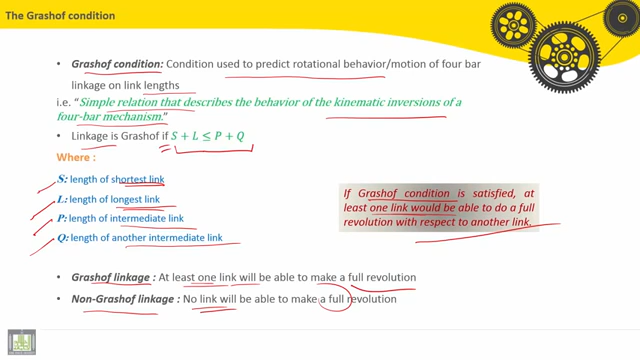 The Grashof condition
• Grashof condition: Condition used to predict rotational behavior/motion of four bar
linkage on link lengths
i.e. “Simple relation that describes the behavior of the kinematic inversions of a
four-bar mechanism.”
• Linkage is Grashof if S + L ≤ P + Q
Where :
S: length of shortest link
L: length of longest link
P: length of intermediate link
Q: length of another intermediate link
If Grashof condition is satisfied, at
least one link would be able to do a full
revolution with respect to another link.
• Grashof linkage : At least one link will be able to make a full revolution
• Non-Grashof linkage : No link will be able to make a full revolution